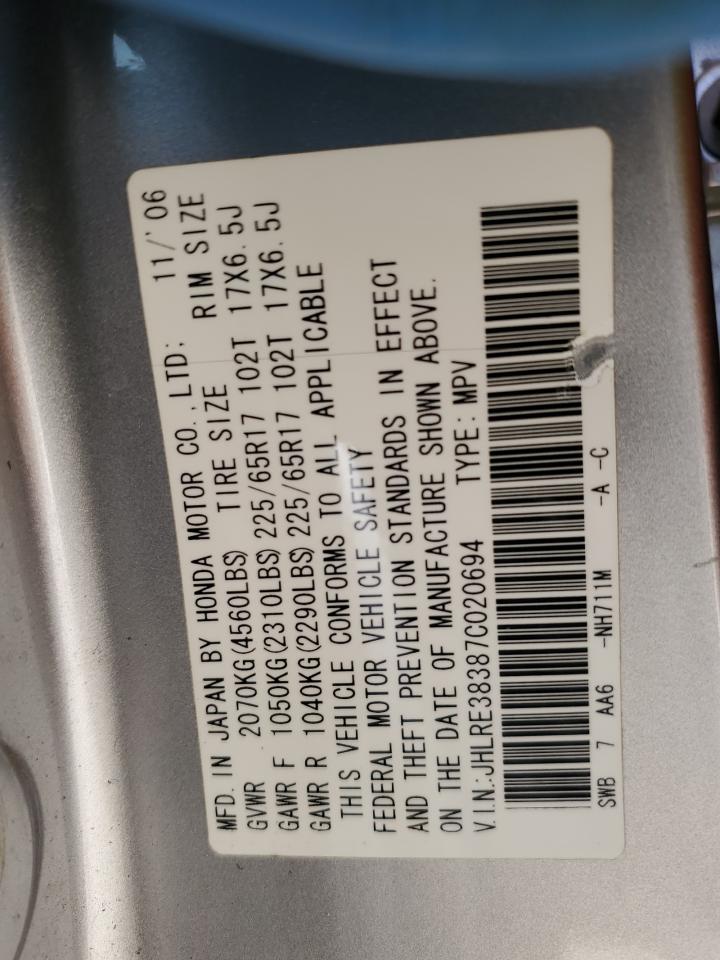 MFD. IN JAPAN BY HONDA MOTOR CO., LTD; 11/'06
GVWR 2070KG(4560LBS) TIRE SIZE RIM SIZE
GAWR F 1050KG(2310LBS) 225/65R17 102T 17X6.5J
GAWR R 1040KG(2290LBS) 225/65R17 102T 17X6.5J
THIS VEHICLE CONFORMS TO ALL APPLICABLE
FEDERAL MOTOR VEHICLE SAFETY
AND THEFT PREVENTION STANDARDS IN EFFECT
ON THE DATE OF MANUFACTURE SHOWN ABOVE.
V.I.N.:JHLRE38387C020694 TYPE:MPV
SWB 7 AA6 -NH711M -A -C